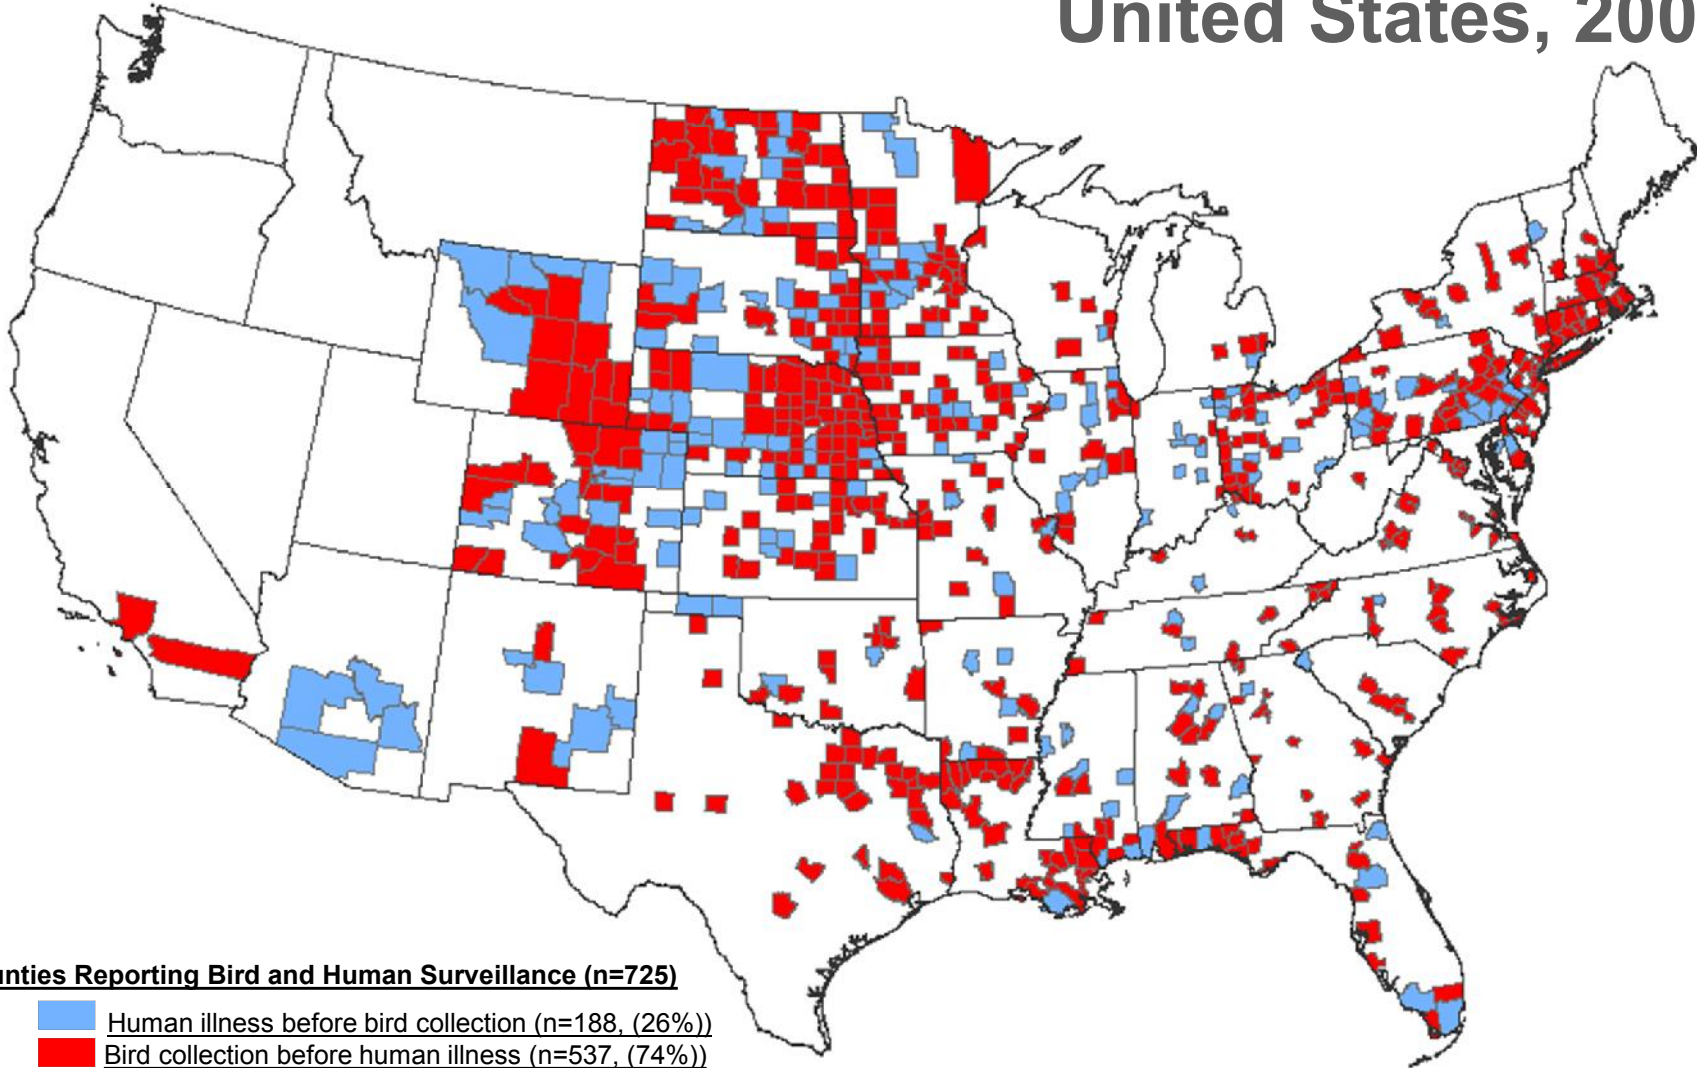 United States, 200
unties Reporting Bird and Human Surveillance (n=725)
Human illness before bird collection (n=188, (26%))
Bird collection before human illness (n=537, (74%))